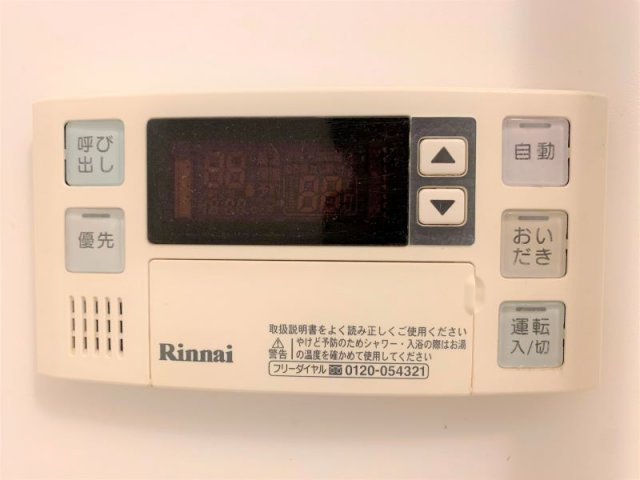 呼び
出し
優先
▲
▼
自動
おい
だき
運転
入/切
Rinnai
取扱説明書をよく読み正しくご使用ください
⚠警告 やけど予防のためシャワー・入浴の際はお湯
の温度を確かめて使用してください
フリーダイヤル 0120-054321